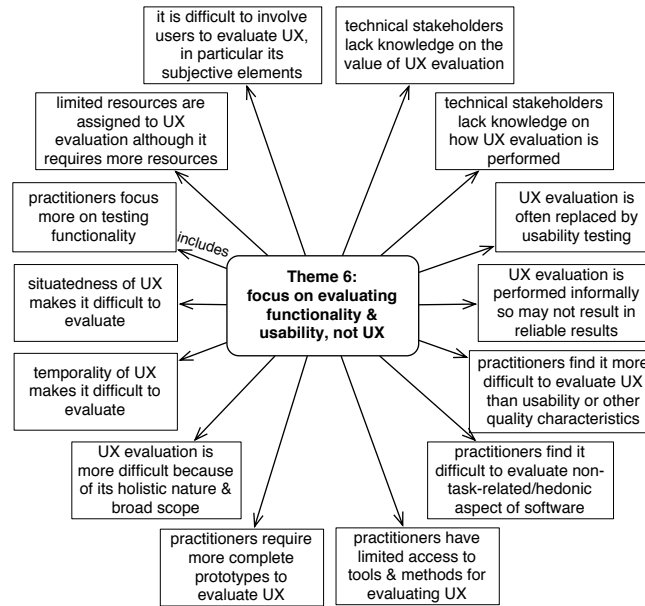 it is difficult to involve
users to evaluate UX,
in particular its
subjective elements
technical stakeholders
lack knowledge on the
value of UX evaluation
limited resources are
assigned to UX
evaluation although it
requires more resources
technical stakeholders
lack knowledge on
how UX evaluation is
performed
practitioners focus
more on testing
functionality
includes
UX evaluation is
often replaced by
usability testing
Theme 6:
focus on evaluating
functionality &
usability, not UX
situatedness of UX
makes it difficult to
evaluate
UX evaluation is
performed informally
so may not result in
reliable results
temporality of UX
makes it difficult to
evaluate
practitioners find it more
difficult to evaluate UX
than usability or other
quality characteristics
UX evaluation is
more difficult because
of its holistic nature &
broad scope
practitioners find it
difficult to evaluate non-
task-related/hedonic
aspect of software
practitioners require
more complete
prototypes to
evaluate UX
practitioners have
limited access to
tools & methods for
evaluating UX